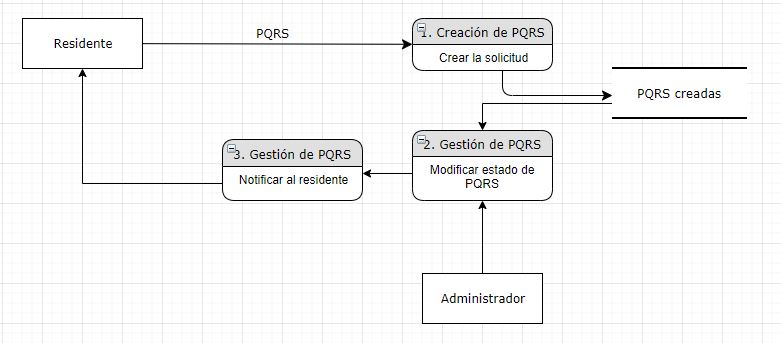 Residente
PQRS
1. Creación de PQRS
Crear la solicitud
PQRS creadas
2. Gestión de PQRS
Modificar estado de
PQRS
3. Gestión de PQRS
Notificar al residente
Administrador